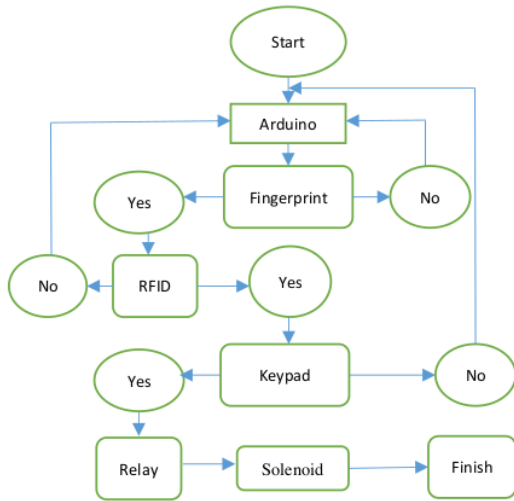 Start
Arduino
Yes
Fingerprint
No
No
RFID
Yes
Yes
Keypad
No
Relay
Solenoid
Finish